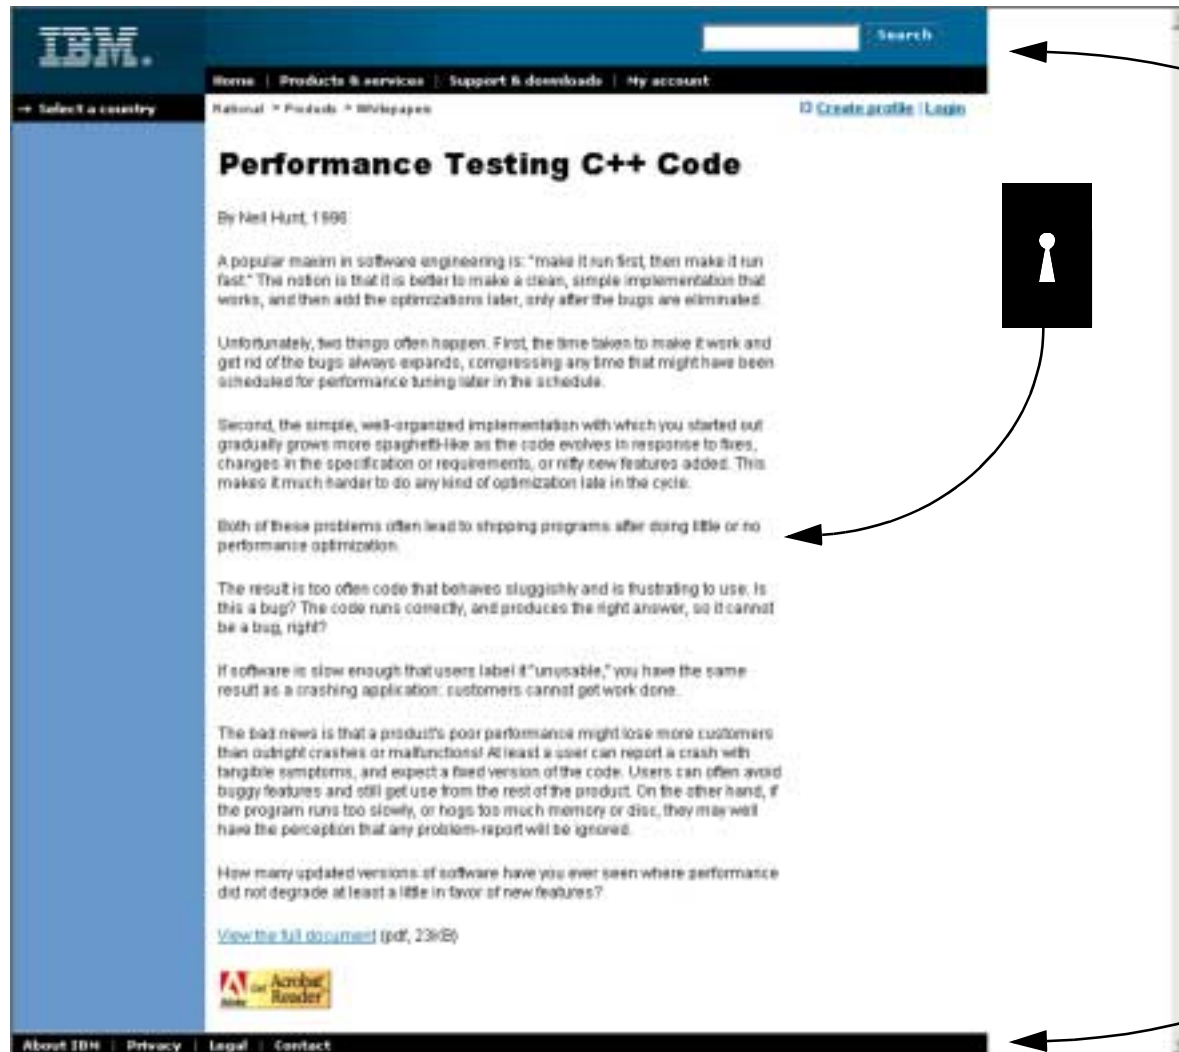 IBM.
Search
Home | Products & services | Support & downloads | My account
→ Select a country
Rational > Products > Whitepapers
Create profile | Login
Performance Testing C++ Code
By Neil Hunt, 1996
A popular maxim in software engineering is: "make it run first, then make it run
fast." The notion is that it is better to make a clean, simple implementation that
works, and then add the optimizations later, only after the bugs are eliminated.
Unfortunately, two things often happen. First, the time taken to make it work and
get rid of the bugs always expands, compressing any time that might have been
scheduled for performance tuning later in the schedule.
Second, the simple, well-organized implementation with which you started out
gradually grows more spaghetti-like as the code evolves in response to fixes,
changes in the specification or requirements, or nifty new features added. This
makes it much harder to do any kind of optimization late in the cycle.
Both of these problems often lead to shipping programs after doing little or no
performance optimization.
The result is too often code that behaves sluggishly and is frustrating to use. Is
this a bug? The code runs correctly, and produces the right answer, so it cannot
be a bug, right?
If software is slow enough that users label it "unusable," you have the same
result as a crashing application: customers cannot get work done.
The bad news is that a product's poor performance might lose more customers
than outright crashes or malfunctions! At least a user can report a crash with
tangible symptoms, and expect a fixed version of the code. Users can often avoid
buggy features and still get use from the rest of the product. On the other hand, if
the program runs too slowly, or hogs too much memory or disc, they may well
have the perception that any problem-report will be ignored.
How many updated versions of software have you ever seen where performance
did not degrade at least a little in favor of new features?
View the full document (pdf, 23KB)
Adobe Get Acrobat
Reader
About IBM | Privacy | Legal | Contact